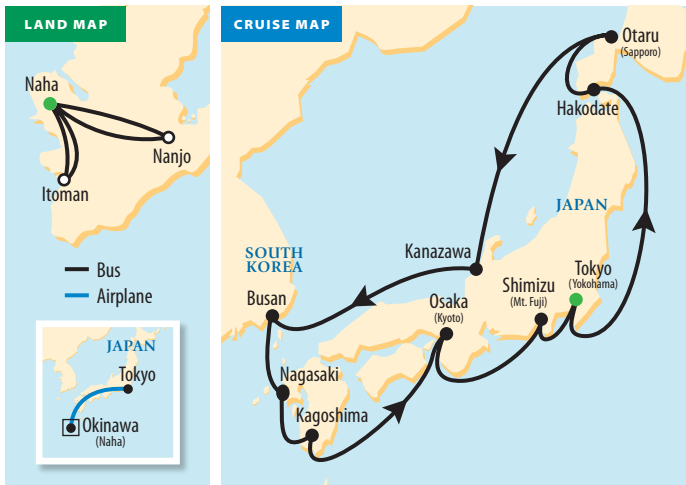 LAND MAP
Naha
Nanjo
Itoman
Bus
Airplane
JAPAN
Tokyo
Okinawa
(Naha)
CRUISE MAP
Otaru
(Sapporo)
Hakodate
JAPAN
SOUTH
KOREA
Kanazawa
Tokyo
(Yokohama)
Shimizu
(Mt. Fuji)
Busan
Osaka
(Kyoto)
Nagasaki
Kagoshima